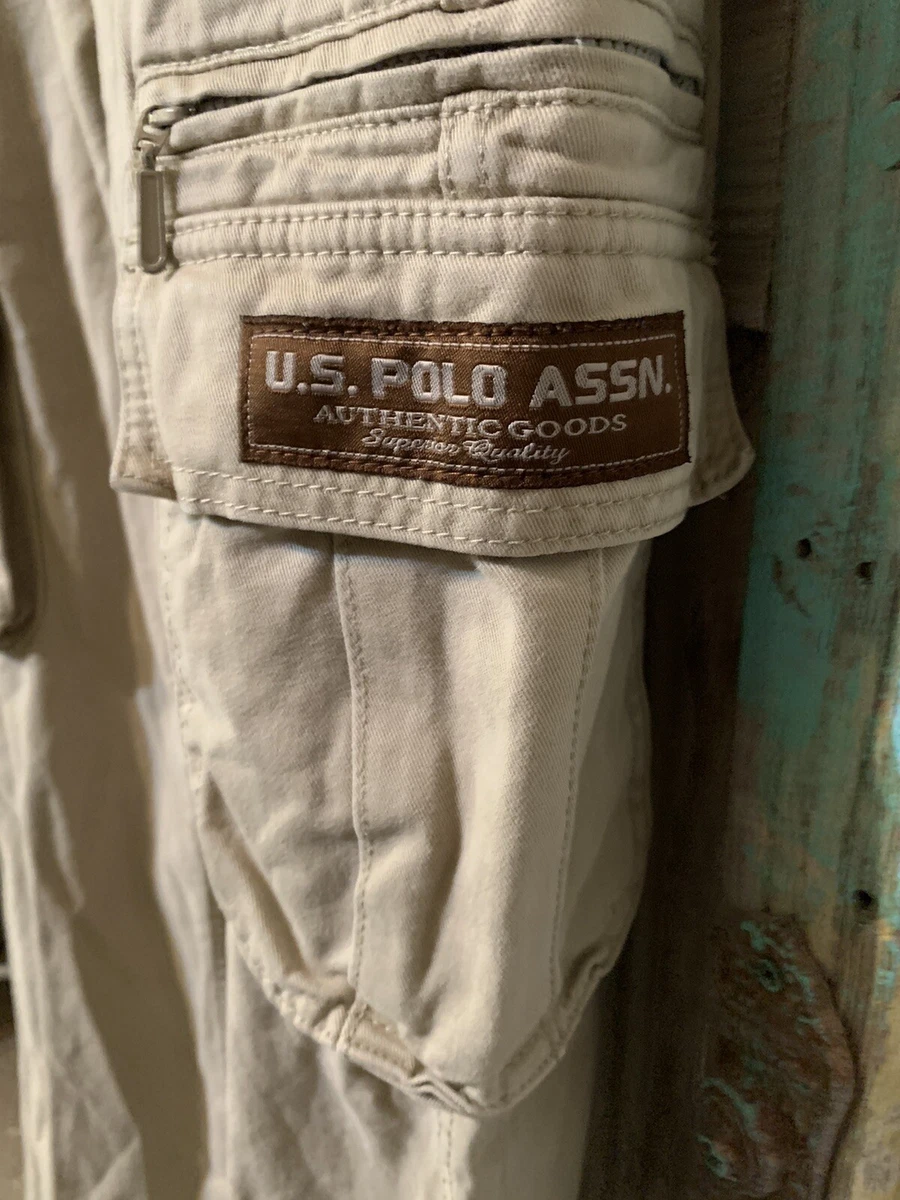 U.S. POLO ASSN.
AUTHENTIC GOODS
Superior Quality